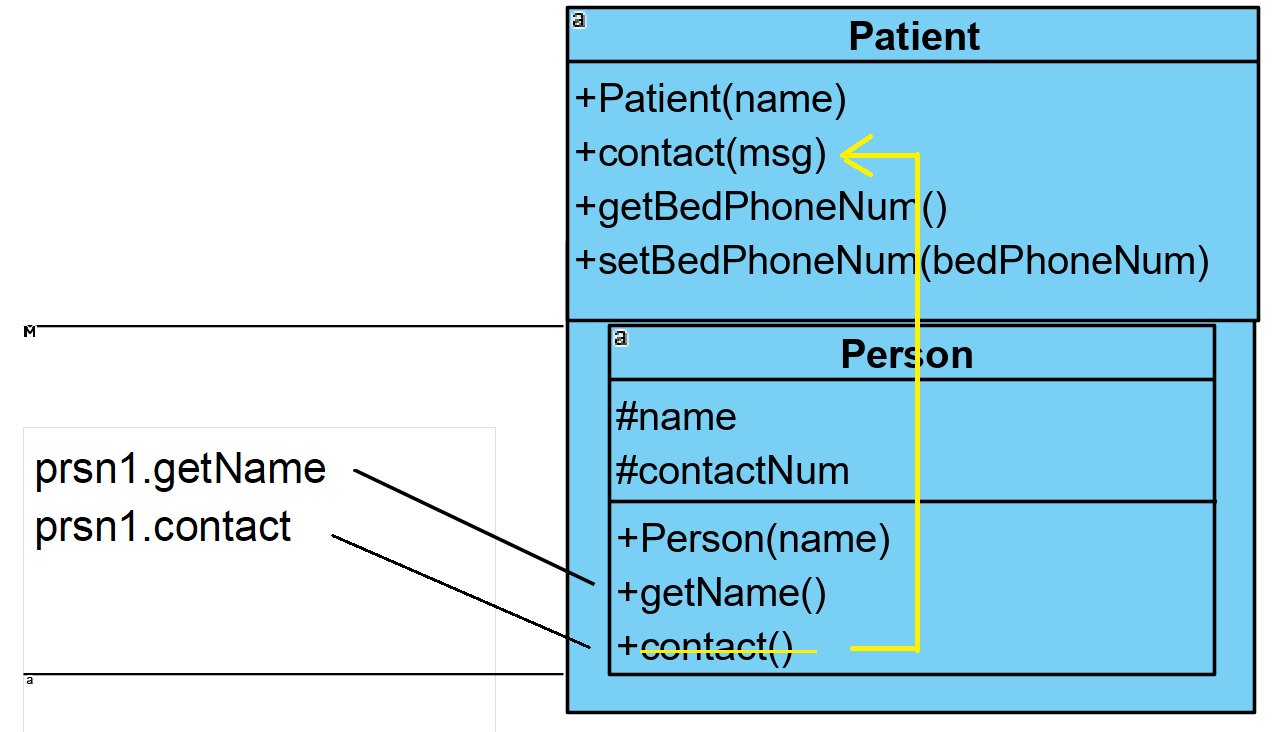 a
Patient
+Patient(name)
+contact(msg)
+getBedPhoneNum()
+setBedPhoneNum(bedPhoneNum)
M
a
Person
#name
#contactNum
prsn1.getName
prsn1.contact
+Person(name)
+getName()
+contact()
a